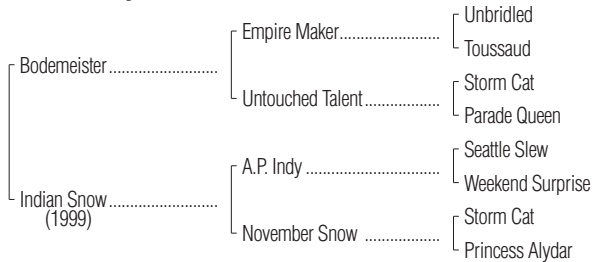 Unbridled
Empire Maker....................
Toussaud
Bodemeister ......................
Storm Cat
Untouched Talent...............
Parade Queen
Seattle Slew
A.P. Indy ...........................
Weekend Surprise
Indian Snow......................
(1999)
Storm Cat
November Snow ...............
Princess Alydar